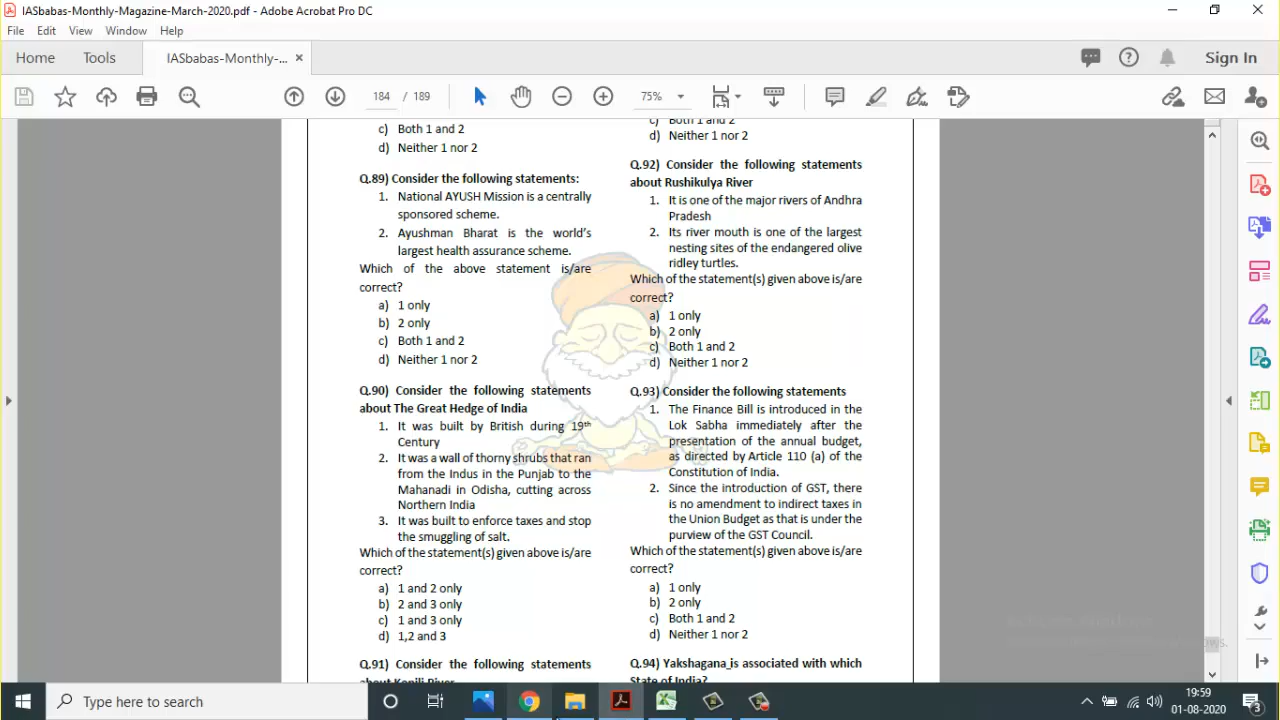 IASbabas-Monthly-Magazine-March-2020.pdf - Adobe Acrobat Pro DC
File Edit View Window Help
Home Tools IASbabas-Monthly-... × Sign In
184 / 189 75%
c) Both 1 and 2
d) Neither 1 nor 2
Q.89) Consider the following statements:
1. National AYUSH Mission is a centrally
sponsored scheme.
2. Ayushman Bharat is the world's
largest health assurance scheme.
Which of the above statement is/are
correct?
a) 1 only
b) 2 only
c) Both 1 and 2
d) Neither 1 nor 2
Q.90) Consider the following statements
about The Great Hedge of India
1. It was built by British during 19th
Century
2. It was a wall of thorny shrubs that ran
from the Indus in the Punjab to the
Mahanadi in Odisha, cutting across
Northern India
3. It was built to enforce taxes and stop
the smuggling of salt.
Which of the statement(s) given above is/are
correct?
a) 1 and 2 only
b) 2 and 3 only
c) 1 and 3 only
d) 1,2 and 3
Q.91) Consider the following statements
about Konili River
c) Both 1 and 2
d) Neither 1 nor 2
Q.92) Consider the following statements
about Rushikulya River
1. It is one of the major rivers of Andhra
Pradesh
2. Its river mouth is one of the largest
nesting sites of the endangered olive
ridley turtles.
Which of the statement(s) given above is/are
correct?
a) 1 only
b) 2 only
c) Both 1 and 2
d) Neither 1 nor 2
Q.93) Consider the following statements
1. The Finance Bill is introduced in the
Lok Sabha immediately after the
presentation of the annual budget,
as directed by Article 110 (a) of the
Constitution of India.
2. Since the introduction of GST, there
is no amendment to indirect taxes in
the Union Budget as that is under the
purview of the GST Council.
Which of the statement(s) given above is/are
correct?
a) 1 only
b) 2 only
c) Both 1 and 2
d) Neither 1 nor 2
Q.94) Yakshagana is associated with which
State of India?
Type here to search
19:59
01-08-2020
3